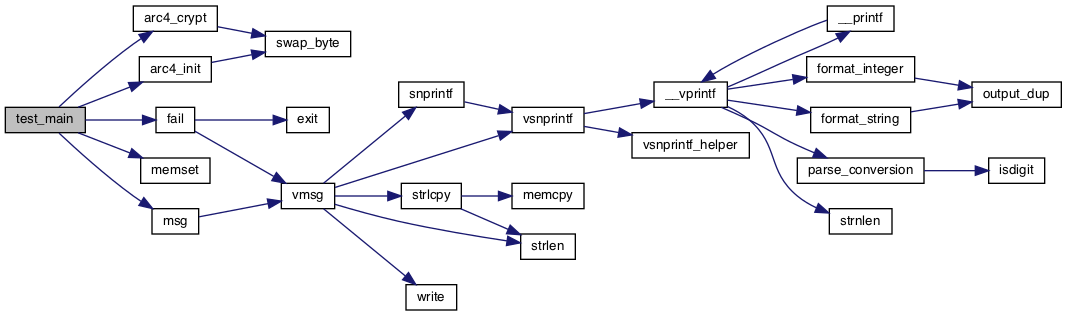 test_main
arc4_crypt
arc4_init
fail
memset
msg
swap_byte
exit
vmsg
snprintf
strlcpy
write
vsnprintf
memcpy
strlen
__vprintf
vsnprintf_helper
__printf
format_integer
format_string
parse_conversion
strnlen
output_dup
isdigit